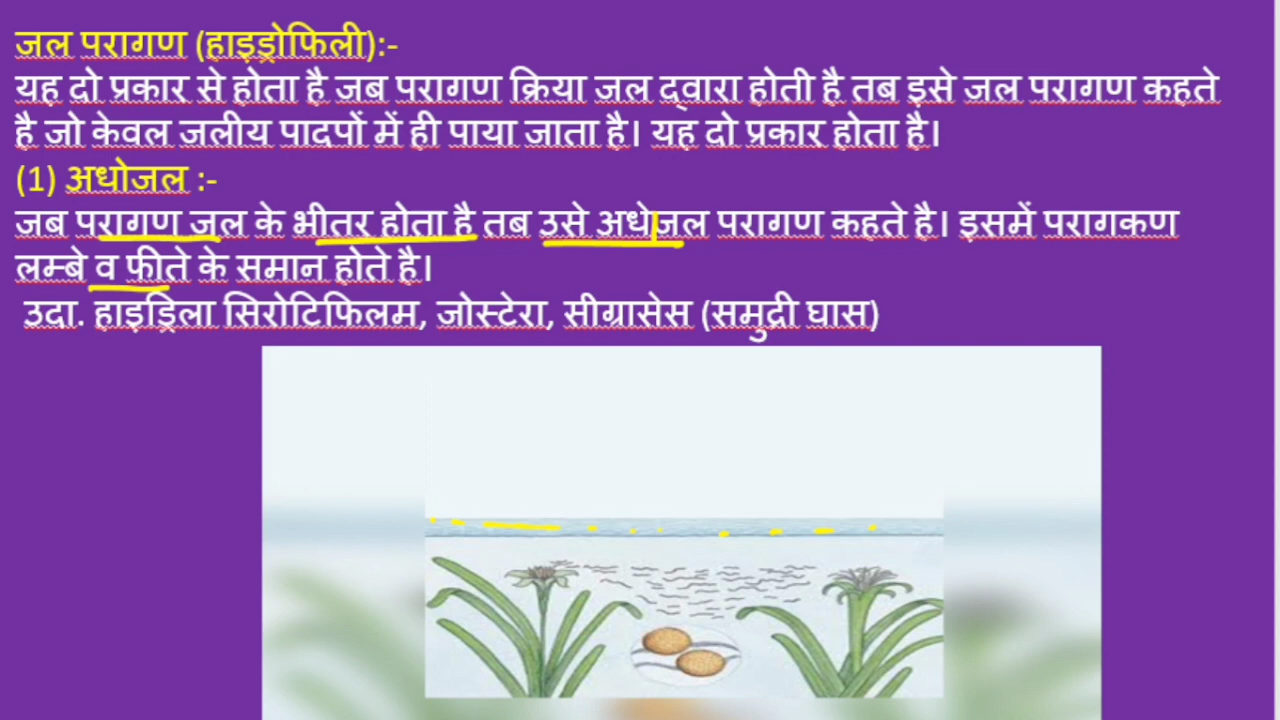 जल परागण (हाइड्रोफिली):-
यह दो प्रकार से होता है जब परागण क्रिया जल द्वारा होती है तब इसे जल परागण कहते
है जो केवल जलीय पादपों में ही पाया जाता है। यह दो प्रकार होता है।
(1) अधोजल :-
जब परागण जल के भीतर होता है तब उसे अधोजल परागण कहते है। इसमें परागकण
लम्बे व फीते के समान होते है।
उदा. हाइड्रिला सिरोटिफिलम, जोस्टेरा, सीग्रासेस (समुद्री घास)